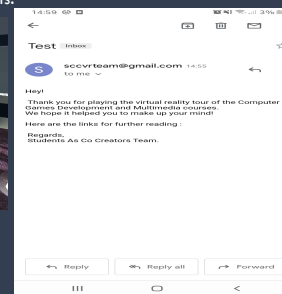 14:59
3%
Test Inbox
S
sccvrteam@gmail.com 14:55
to me
Hey!
Thank you for playing the virtual reality tour of the Computer
Games Development and Multimedia courses.
We hope it helped you to make up your mind!
Here are the links for further reading :
Regards,
Students As Co Creators Team.
Reply Reply all Forward